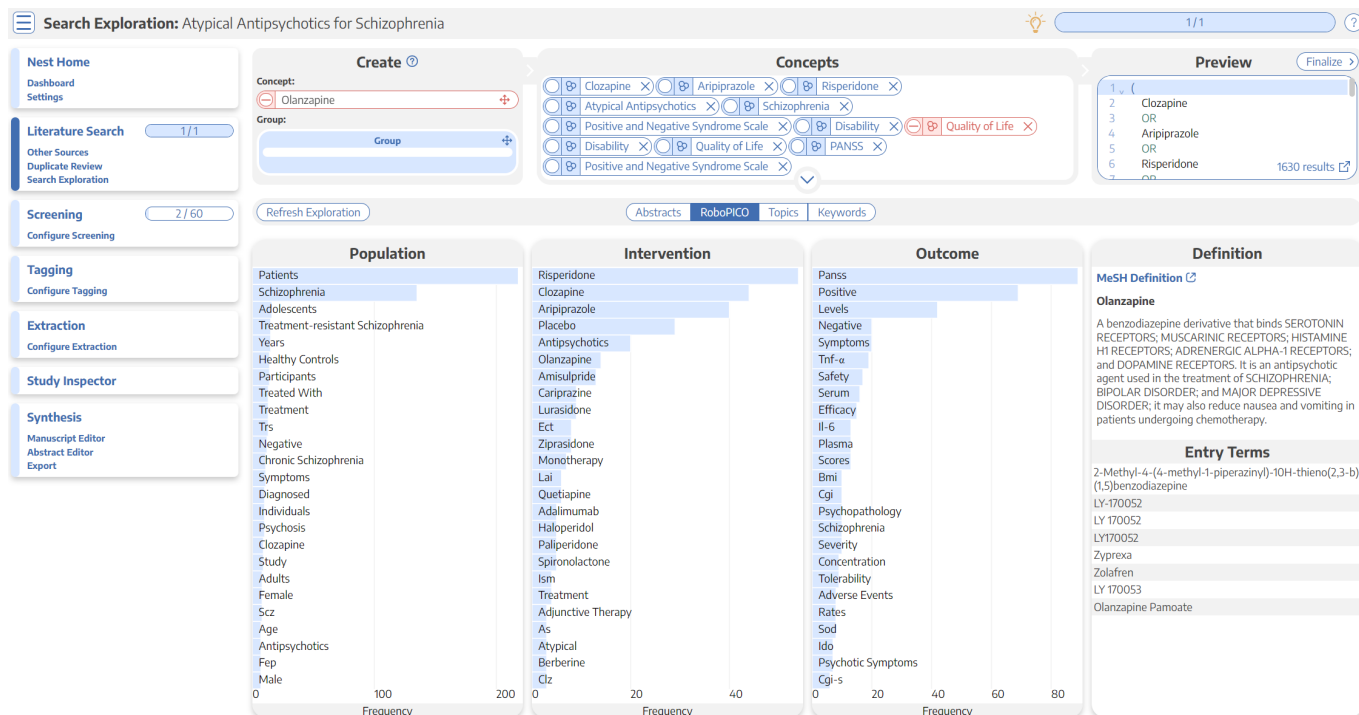 Search Exploration: Atypical Antipsychotics for Schizophrenia
1/1
?
Nest Home
Dashboard
Settings
Literature Search
1/1
Other Sources
Duplicate Review
Search Exploration
Screening
2 / 60
Configure Screening
Tagging
Configure Tagging
Extraction
Configure Extraction
Study Inspector
Synthesis
Manuscript Editor
Abstract Editor
Export
Create ?
Concept:
Olanzapine
Group:
Group
Concepts
Clozapine X Aripiprazole X Risperidone X
Atypical Antipsychotics X Schizophrenia X
Positive and Negative Syndrome Scale X Disability X Quality of Life X
Disability X Quality of Life X PANSS X
Positive and Negative Syndrome Scale X
Preview
Finalize >
1 (
2 Clozapine
3 OR
4 Aripiprazole
5 OR
6 Risperidone
7 OR
1630 results
Refresh Exploration
Abstracts RoboPICO Topics Keywords
Population
Patients
Schizophrenia
Adolescents
Treatment-resistant Schizophrenia
Years
Healthy Controls
Participants
Treated With
Treatment
Trs
Negative
Chronic Schizophrenia
Symptoms
Diagnosed
Individuals
Psychosis
Clozapine
Study
Adults
Female
Scz
Age
Antipsychotics
Fep
Male
0 100 200
Frequency
Intervention
Risperidone
Clozapine
Aripiprazole
Placebo
Antipsychotics
Olanzapine
Amisulpride
Cariprazine
Lurasidone
Ect
Ziprasidone
Monotherapy
Lai
Quetiapine
Adalimumab
Haloperidol
Paliperidone
Spironolactone
Ism
Treatment
Adjunctive Therapy
As
Atypical
Berberine
Clz
0 20 40
Frequency
Outcome
Panss
Positive
Levels
Negative
Symptoms
Tnf-α
Safety
Serum
Efficacy
Il-6
Plasma
Scores
Bmi
Cgi
Psychopathology
Schizophrenia
Severity
Concentration
Tolerability
Adverse Events
Rates
Sod
Ido
Psychotic Symptoms
Cgi-s
0 20 40 60 80
Frequency
Definition
MeSH Definition
Olanzapine
A benzodiazepine derivative that binds SEROTONIN
RECEPTORS; MUSCARINIC RECEPTORS; HISTAMINE
H1 RECEPTORS; ADRENERGIC ALPHA-1 RECEPTORS;
and DOPAMINE RECEPTORS. It is an antipsychotic
agent used in the treatment of SCHIZOPHRENIA;
BIPOLAR DISORDER; and MAJOR DEPRESSIVE
DISORDER; it may also reduce nausea and vomiting in
patients undergoing chemotherapy.
Entry Terms
2-Methyl-4-(4-methyl-1-piperazinyl)-10H-thieno(2,3-b)
(1,5)benzodiazepine
LY-170052
LY 170052
LY170052
Zyprexa
Zolafren
LY 170053
Olanzapine Pamoate